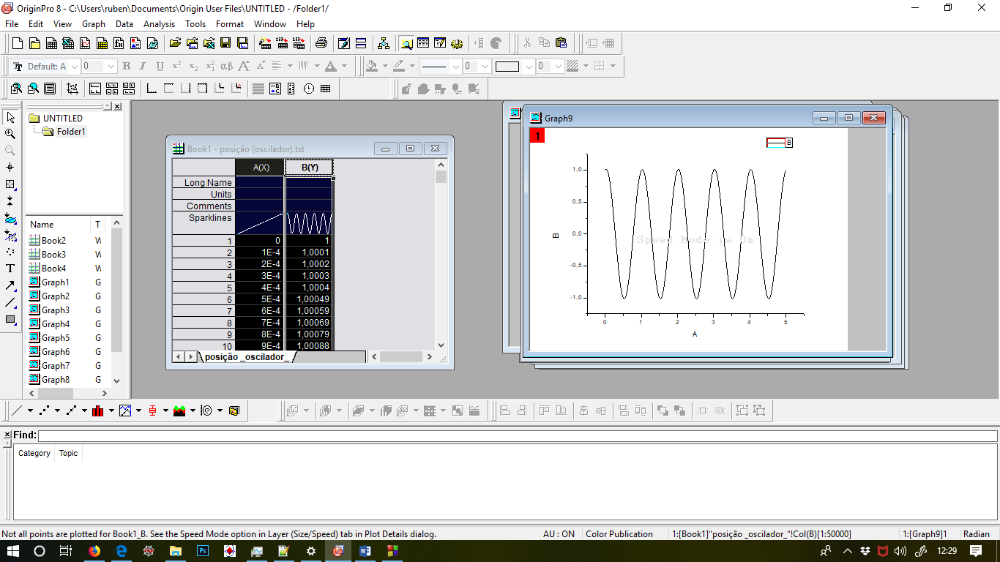 OriginPro 8 - C:\Users\ruben\Documents\Origin User Files\UNTITLED - /Folder1/
File Edit View Graph Data Analysis Tools Format Window Help
Default: A 0 B I U x² x₂ αβ A A A 0 0
UNTITLED
Folder1
Name T
Book2 W
Book3 W
Book4 W
Graph1 G
Graph2 G
Graph3 G
Graph4 G
Graph5 G
Graph6 G
Graph7 G
Graph8 G
Book1 - posição (oscilador).txt
A(X) B(Y)
Long Name
Units
Comments
Sparklines
1 0 1
2 1E-4 1,0001
3 2E-4 1,0002
4 3E-4 1,0003
5 4E-4 1,0004
6 5E-4 1,00049
7 6E-4 1,00059
8 7E-4 1,00069
9 8E-4 1,00079
10 9E-4 1,00088
posição _oscilador_
Graph9
1
B
1,0
0,5
0,0
-0,5
-1,0
B
Speed Mode is On
0 1 2 3 4 5
A
Find:
Category Topic
Not all points are plotted for Book1_B. See the Speed Mode option in Layer (Size/Speed) tab in Plot Details dialog.
AU : ON Color Publication 1:[Book1]"posição _oscilador_"!Col(B)[1:50000] 1:[Graph9]1 Radian
12:29